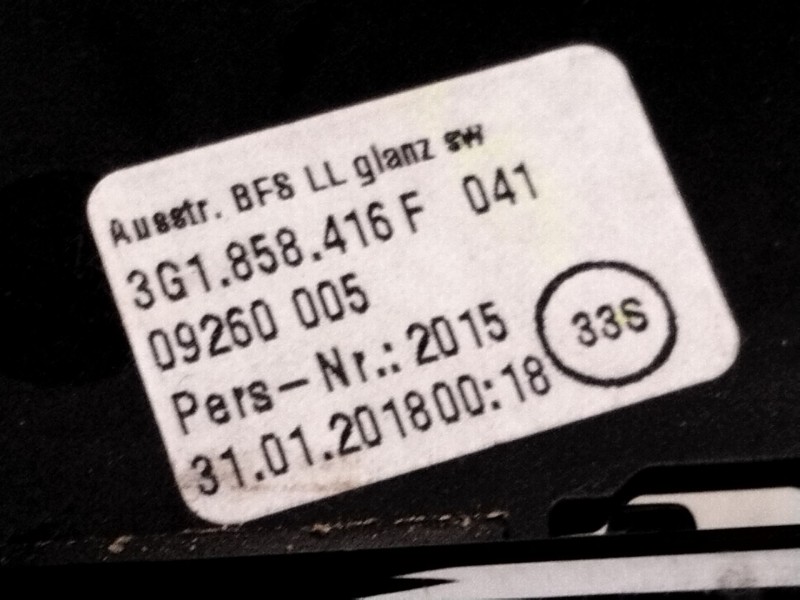 Ausstr. BFS LL glanz sw
3G1.858.416 F 041
09260 005
Pers-Nr.: 2015
33S
31.01.201800:18